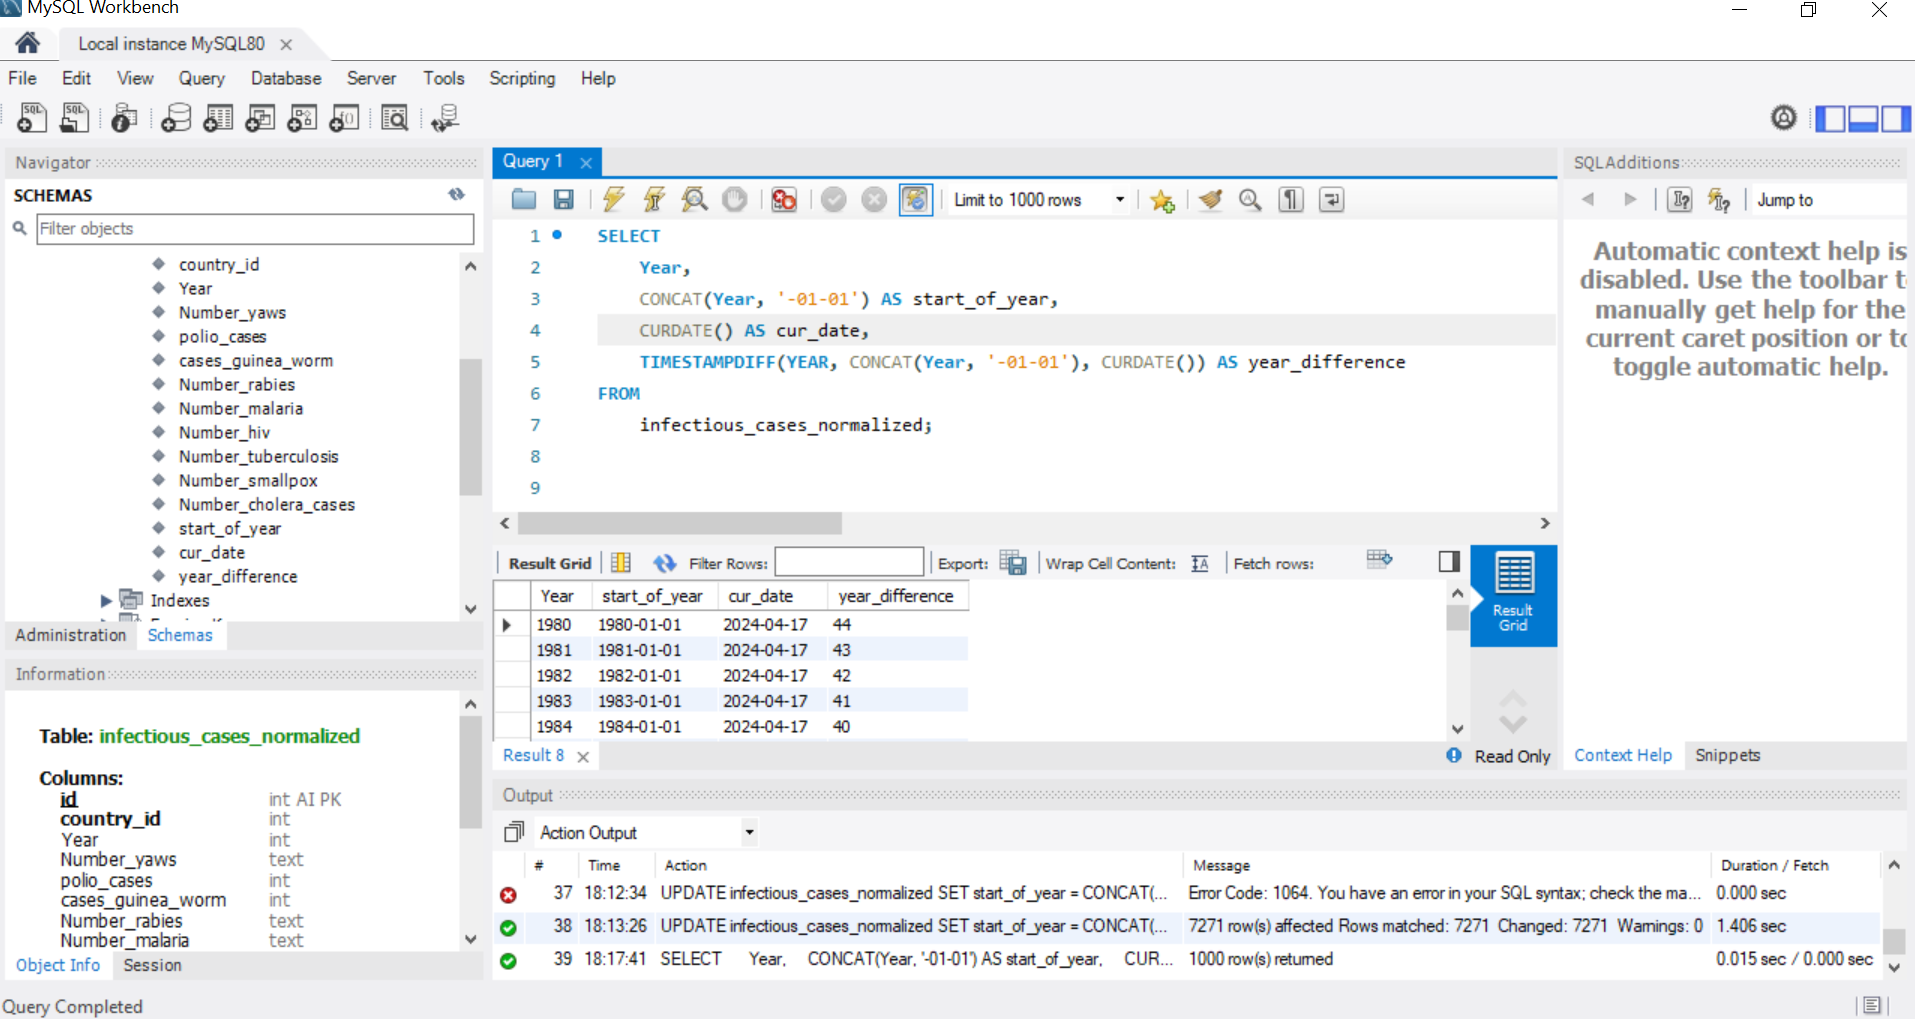 MySQL Workbench
Local instance MySQL80
File Edit View Query Database Server Tools Scripting Help
Navigator
SCHEMAS
Filter objects
country_id
Year
Number_yaws
polio_cases
cases_guinea_worm
Number_rabies
Number_malaria
Number_hiv
Number_tuberculosis
Number_smallpox
Number_cholera_cases
start_of_year
cur_date
year_difference
Indexes
Administration Schemas
Information
Table: infectious_cases_normalized
Columns:
id int AI PK
country_id int
Year int
Number_yaws text
polio_cases int
cases_guinea_worm int
Number_rabies text
Number_malaria text
Object Info Session
Query Completed
Query 1
Limit to 1000 rows
1 SELECT
2 Year,
3 CONCAT(Year, '-01-01') AS start_of_year,
4 CURDATE() AS cur_date,
5 TIMESTAMPDIFF(YEAR, CONCAT(Year, '-01-01'), CURDATE()) AS year_difference
6 FROM
7 infectious_cases_normalized;
8
9
Result Grid Filter Rows: Export: Wrap Cell Content: Fetch rows:
Year start_of_year cur_date year_difference
1980 1980-01-01 2024-04-17 44
1981 1981-01-01 2024-04-17 43
1982 1982-01-01 2024-04-17 42
1983 1983-01-01 2024-04-17 41
1984 1984-01-01 2024-04-17 40
Result
Grid
Result 8
Read Only
SQLAdditions
Jump to
Automatic context help is
disabled. Use the toolbar t
manually get help for the
current caret position or to
toggle automatic help.
Context Help Snippets
Output
Action Output
# Time Action Message Duration / Fetch
37 18:12:34 UPDATE infectious_cases_normalized SET start_of_year = CONCAT(... Error Code: 1064. You have an error in your SQL syntax; check the ma... 0.000 sec
38 18:13:26 UPDATE infectious_cases_normalized SET start_of_year = CONCAT(... 7271 row(s) affected Rows matched: 7271 Changed: 7271 Warnings: 0 1.406 sec
39 18:17:41 SELECT Year, CONCAT(Year, '-01-01') AS start_of_year, CUR... 1000 row(s) returned 0.015 sec / 0.000 sec